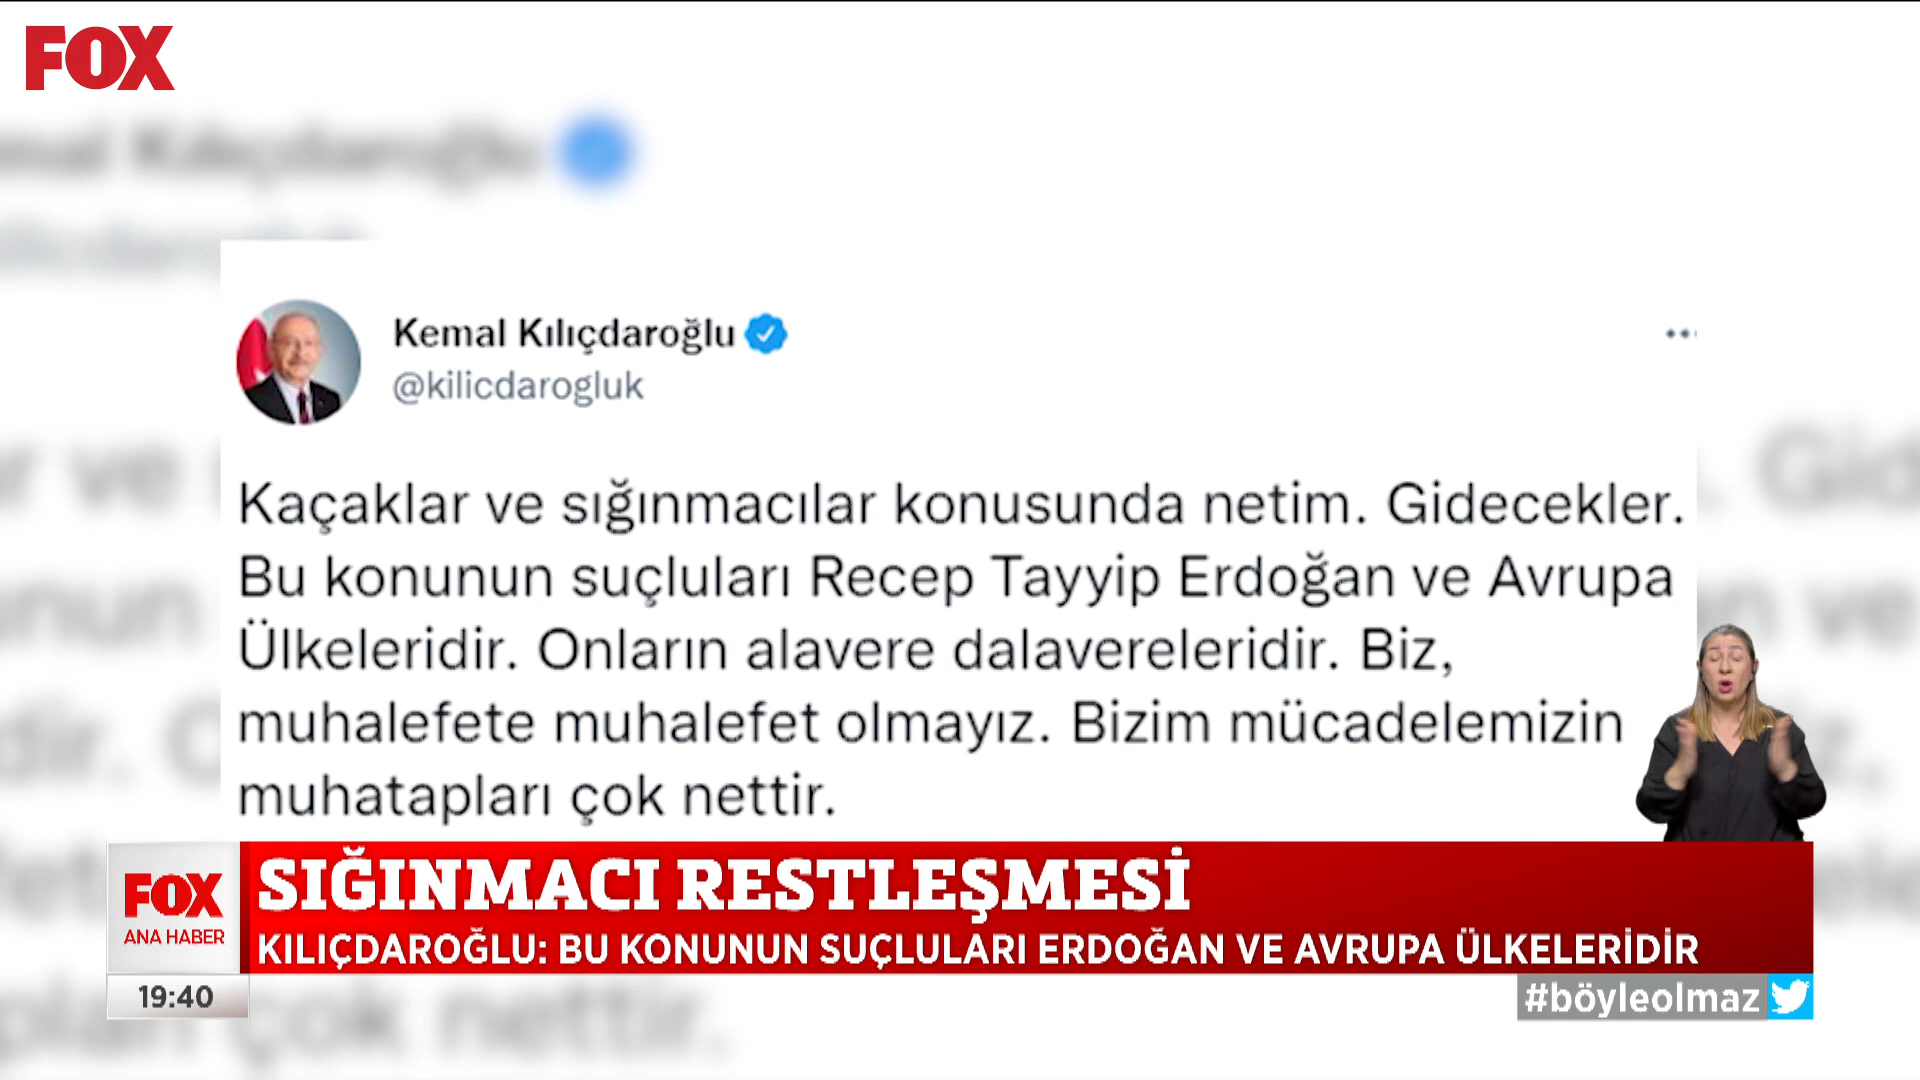 FOX
Kemal Kılıçdaroğlu
@kilicdarogluk
Kaçaklar ve sığınmacılar konusunda netim. Gidecekler.
Bu konunun suçluları Recep Tayyip Erdoğan ve Avrupa
Ülkeleridir. Onların alavere dalavereleridir. Biz,
muhalefete muhalefet olmayız. Bizim mücadelemizin
muhatapları çok nettir.
FOX
ANA HABER
SIĞINMACI RESTLEŞMESİ
KILIÇDAROĞLU: BU KONUNUN SUÇLULARI ERDOĞAN VE AVRUPA ÜLKELERİDİR
19:40
#böyleolmaz